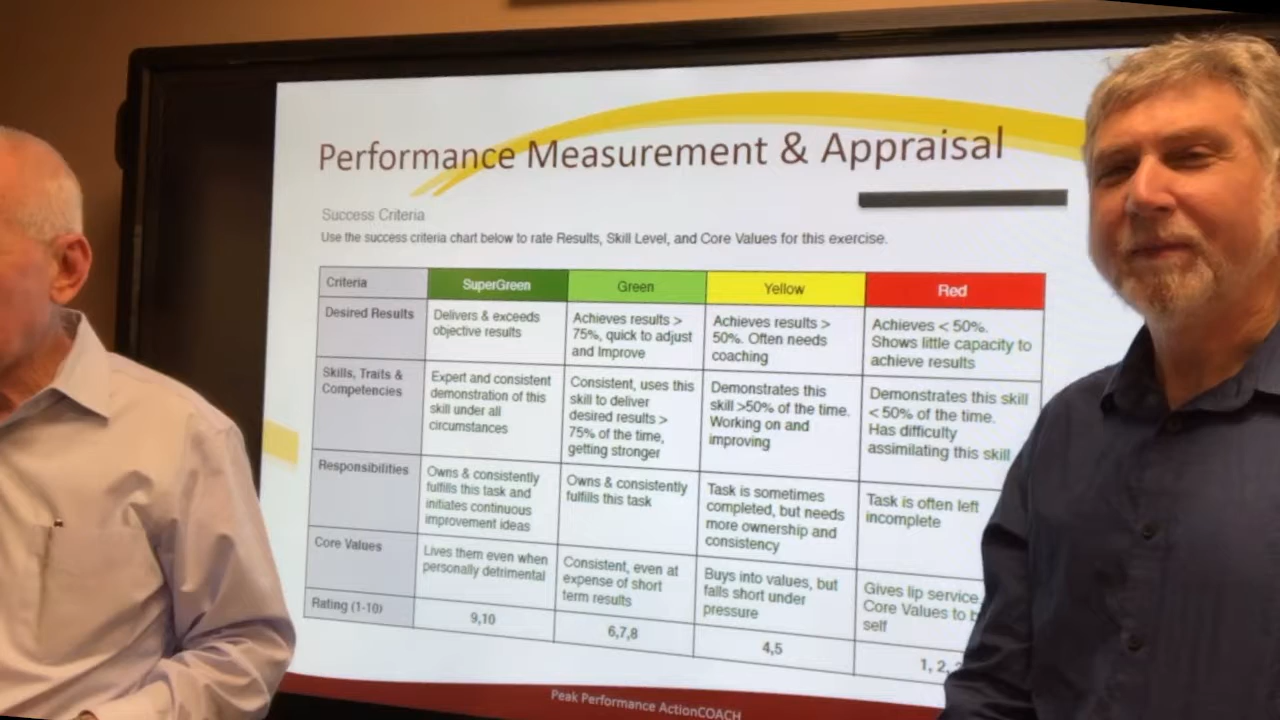 Performance Measurement & Appraisal
Success Criteria
Use the success criteria chart below to rate Results, Skill Level, and Core Values for this exercise.
Criteria
SuperGreen
Green
Yellow
Red
Desired Results
Delivers & exceeds
objective results
Achieves results >
75%, quick to adjust
and Improve
Achieves results >
50%. Often needs
coaching
Achieves < 50%.
Shows little capacity to
achieve results
Skills, Traits &
Competencies
Expert and consistent
demonstration of this
skill under all
circumstances
Consistent, uses this
skill to deliver
desired results >
75% of the time,
getting stronger
Demonstrates this
skill >50% of the time.
Working on and
improving
Demonstrates this skill
< 50% of the time.
Has difficulty
assimilating this skill
Responsibilities
Owns & consistently
fulfills this task and
initiates continuous
improvement ideas
Owns & consistently
fulfills this task
Task is sometimes
completed, but needs
more ownership and
consistency
Task is often left
incomplete
Core Values
Lives them even when
personally detrimental
Consistent, even at
expense of short
term results
Buys into values, but
falls short under
pressure
Gives lip service
Core Values to
self
Rating (1-10)
9,10
6,7,8
4,5
1, 2,
Peak Performance ActionCOACH